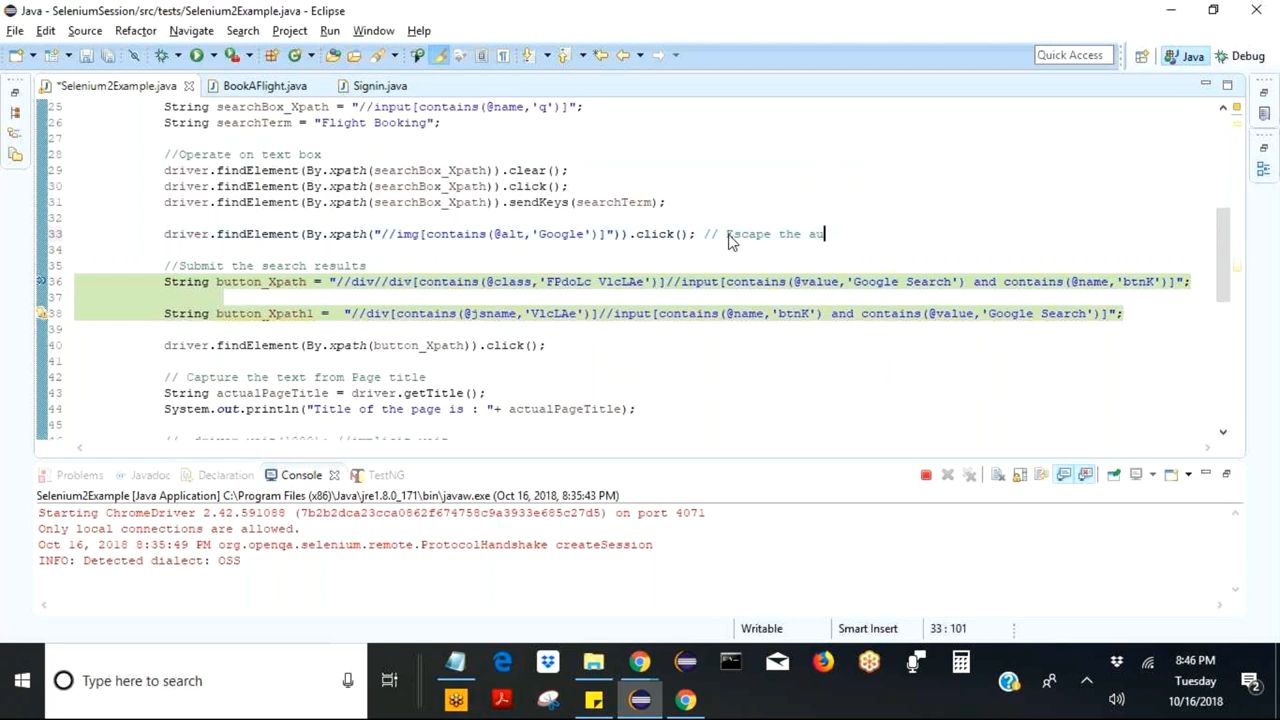 Java - SeleniumSession/src/tests/Selenium2Example.java - Eclipse
File Edit Source Refactor Navigate Search Project Run Window Help
Quick Access Java Debug
*Selenium2Example.java BookAFlight.java Signin.java
25 String searchBox_Xpath = "//input[contains(@name,'q')]";
26 String searchTerm = "Flight Booking";
27
28 //Operate on text box
29 driver.findElement(By.xpath(searchBox_Xpath)).clear();
30 driver.findElement(By.xpath(searchBox_Xpath)).click();
31 driver.findElement(By.xpath(searchBox_Xpath)).sendKeys(searchTerm);
32
33 driver.findElement(By.xpath("//img[contains(@alt,'Google')]")).click(); // Escape the au
34
35 //Submit the search results
36 String button_Xpath = "//div//div[contains(@class,'FPdoLc VlcLAe')]//input[contains(@value,'Google Search') and contains(@name,'btnK')]";
37
38 String button_Xpath1 = "//div[contains(@jsname,'VlcLAe')]//input[contains(@name,'btnK') and contains(@value,'Google Search')]";
39
40 driver.findElement(By.xpath(button_Xpath)).click();
41
42 // Capture the text from Page title
43 String actualPageTitle = driver.getTitle();
44 System.out.println("Title of the page is : "+ actualPageTitle);
45
Problems Javadoc Declaration Console TestNG
Selenium2Example [Java Application] C:\Program Files (x86)\Java\jre1.8.0_171\bin\javaw.exe (Oct 16, 2018, 8:35:43 PM)
Starting ChromeDriver 2.42.591088 (7b2b2dca23cca0862f674758c9a3933e685c27d5) on port 4071
Only local connections are allowed.
Oct 16, 2018 8:35:49 PM org.openqa.selenium.remote.ProtocolHandshake createSession
INFO: Detected dialect: OSS
Writable Smart Insert 33 : 101
Type here to search
8:46 PM
Tuesday
10/16/2018
2